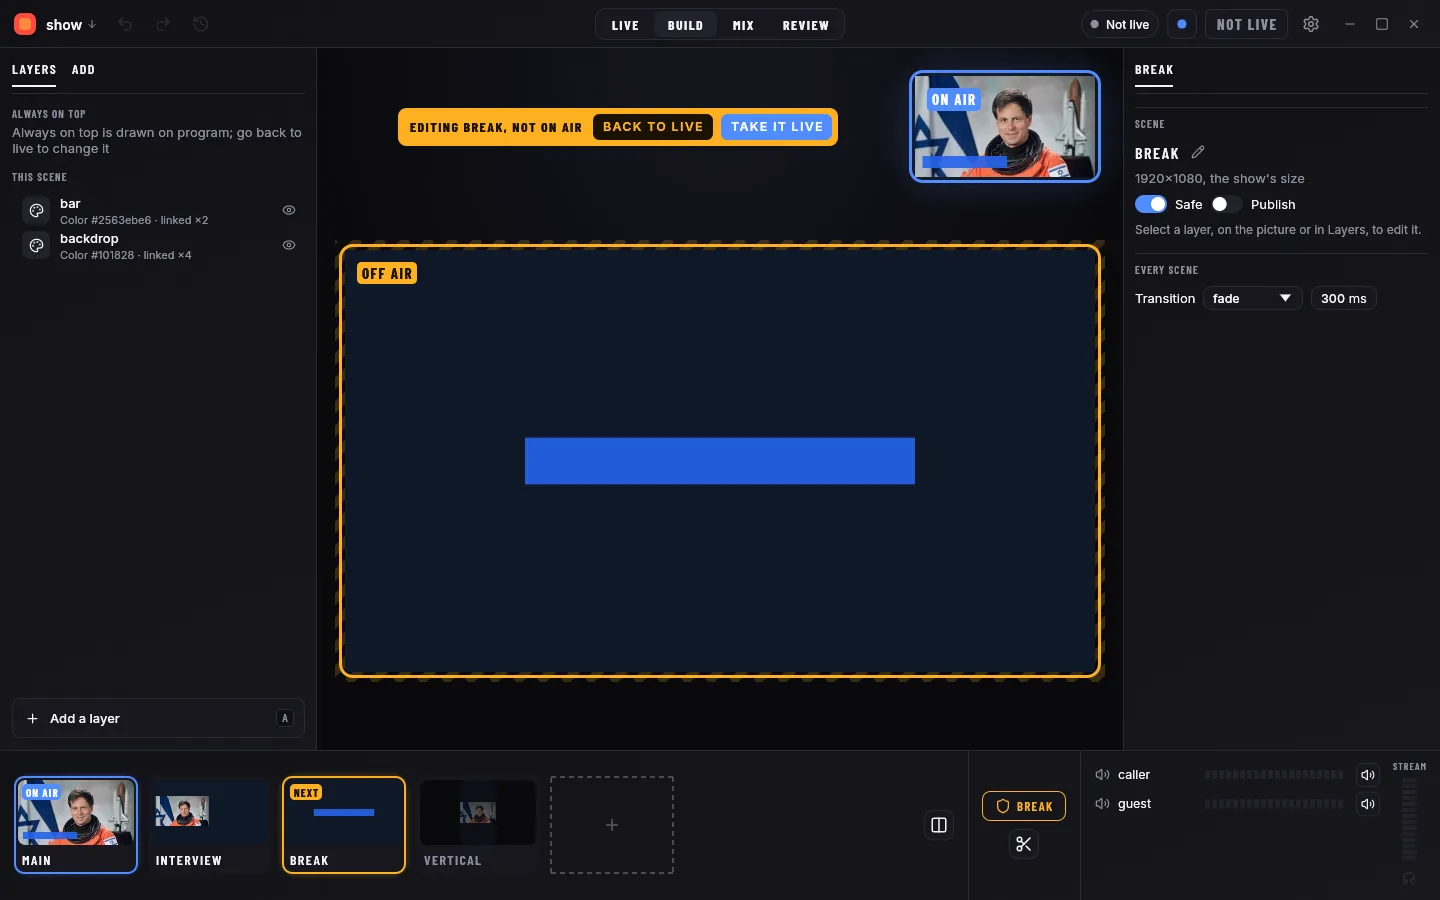 show
LIVE
BUILD
MIX
REVIEW
Not live
NOT LIVE
LAYERS
ADD
ALWAYS ON TOP
Always on top is drawn on program; go back to
live to change it
THIS SCENE
bar
Color #2563ebe6 · linked ×2
backdrop
Color #101828 · linked ×4
Add a layer
A
EDITING BREAK, NOT ON AIR
BACK TO LIVE
TAKE IT LIVE
ON AIR
OFF AIR
BREAK
SCENE
BREAK
1920×1080, the show's size
Safe
Publish
Select a layer, on the picture or in Layers, to edit it.
EVERY SCENE
Transition
fade
300 ms
ON AIR
MAIN
INTERVIEW
NEXT
BREAK
VERTICAL
+
BREAK
caller
guest
STREAM